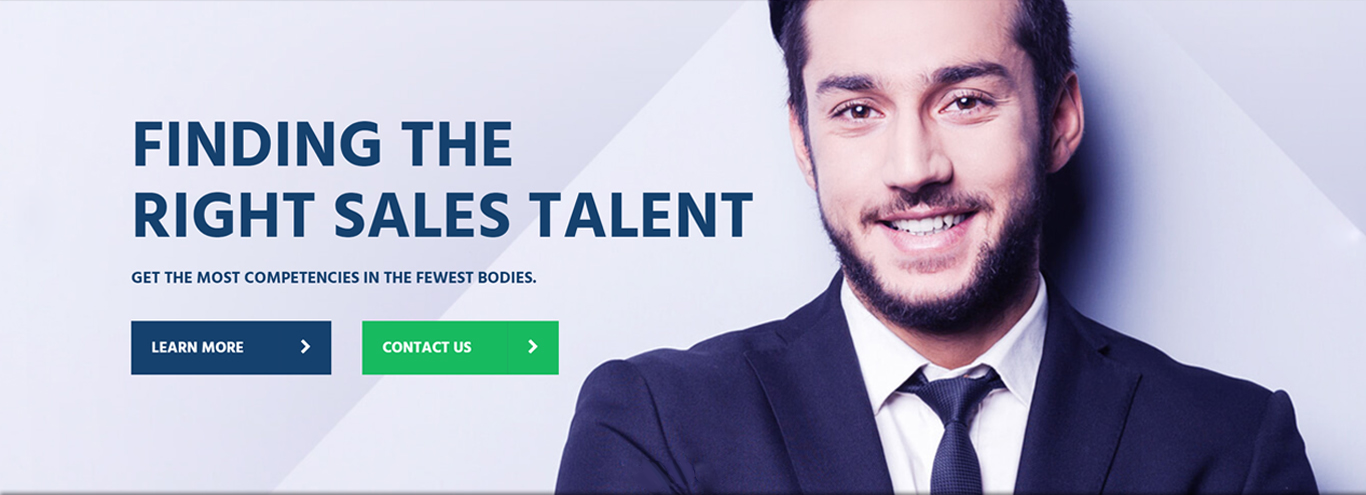 FINDING THE
RIGHT SALES TALENT
GET THE MOST COMPETENCIES IN THE FEWEST BODIES.
LEARN MORE
CONTACT US